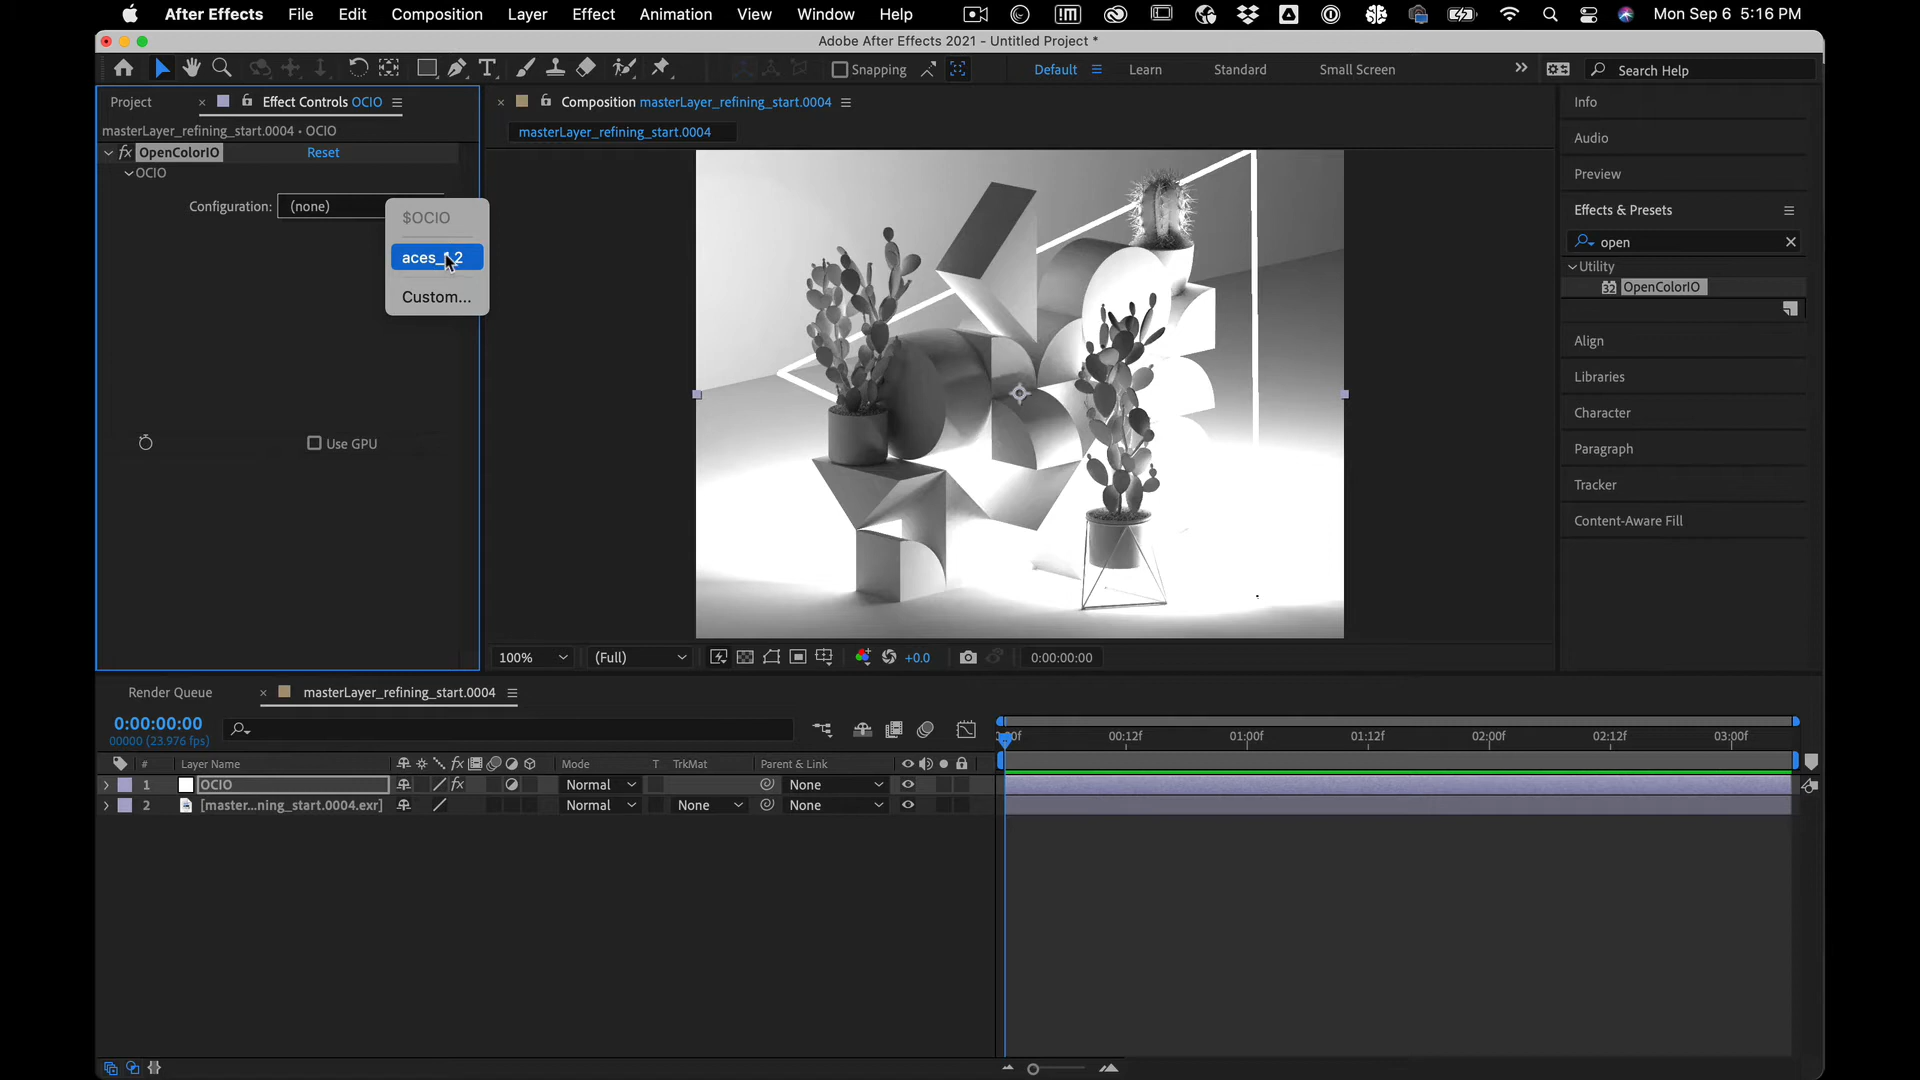 After Effects File Edit Composition Layer Effect Animation View Window Help Mon Sep 6 5:16 PM
Adobe After Effects 2021 - Untitled Project *
Snapping Default Learn Standard Small Screen Search Help
Project Effect Controls OCIO
masterLayer_refining_start.0004 • OCIO
fx OpenColorIO Reset
OCIO
Configuration: (none)
$OCIO
Custom...
Use GPU
Composition masterLayer_refining_start.0004
masterLayer_refining_start.0004
100% (Full) +0.0 0:00:00:00
Info
Audio
Preview
Effects & Presets
open
Utility
32 OpenColorIO
Align
Libraries
Character
Paragraph
Tracker
Content-Aware Fill
Render Queue masterLayer_refining_start.0004
0:00:00:00
00000 (23.976 fps)
00:12f 01:00f 01:12f 02:00f 02:12f 03:00f
# Layer Name fx Mode T TrkMat Parent & Link
1 OCIO fx Normal None
2 [master...ning_start.0004.exr] Normal None None